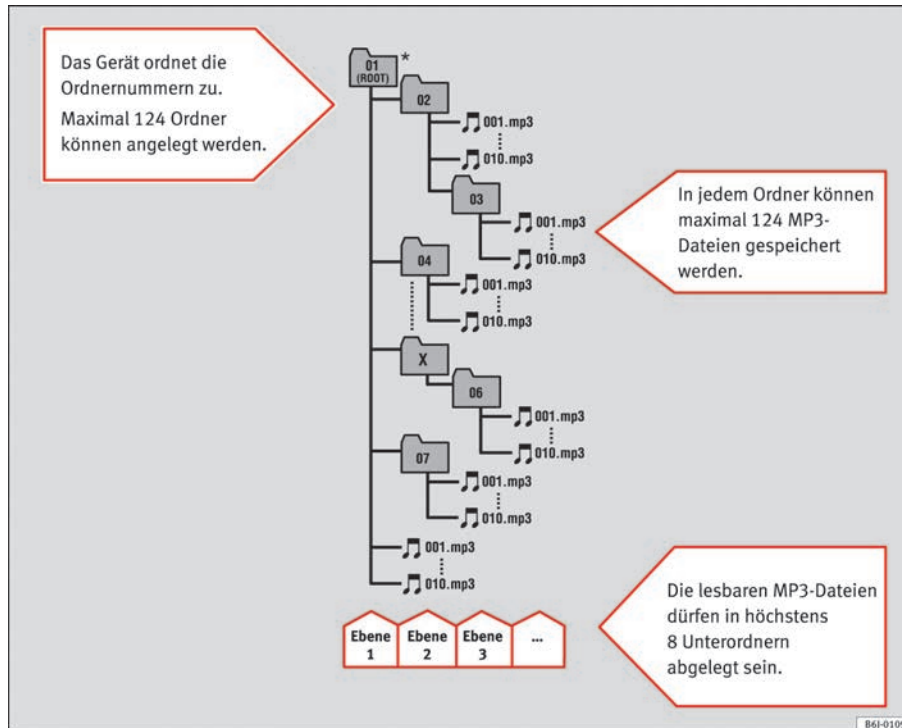 Das Gerät ordnet die
Ordnernummern zu.
Maximal 124 Ordner
können angelegt werden.
01 *
(ROOT)
02
001.mp3
010.mp3
03
001.mp3
010.mp3
In jedem Ordner können
maximal 124 MP3-
Dateien gespeichert
werden.
04
001.mp3
010.mp3
X
06
001.mp3
010.mp3
07
001.mp3
010.mp3
001.mp3
010.mp3
Die lesbaren MP3-Dateien
dürfen in höchstens
8 Unterordnern
abgelegt sein.
Ebene
1
Ebene
2
Ebene
3
...
B6J-0109